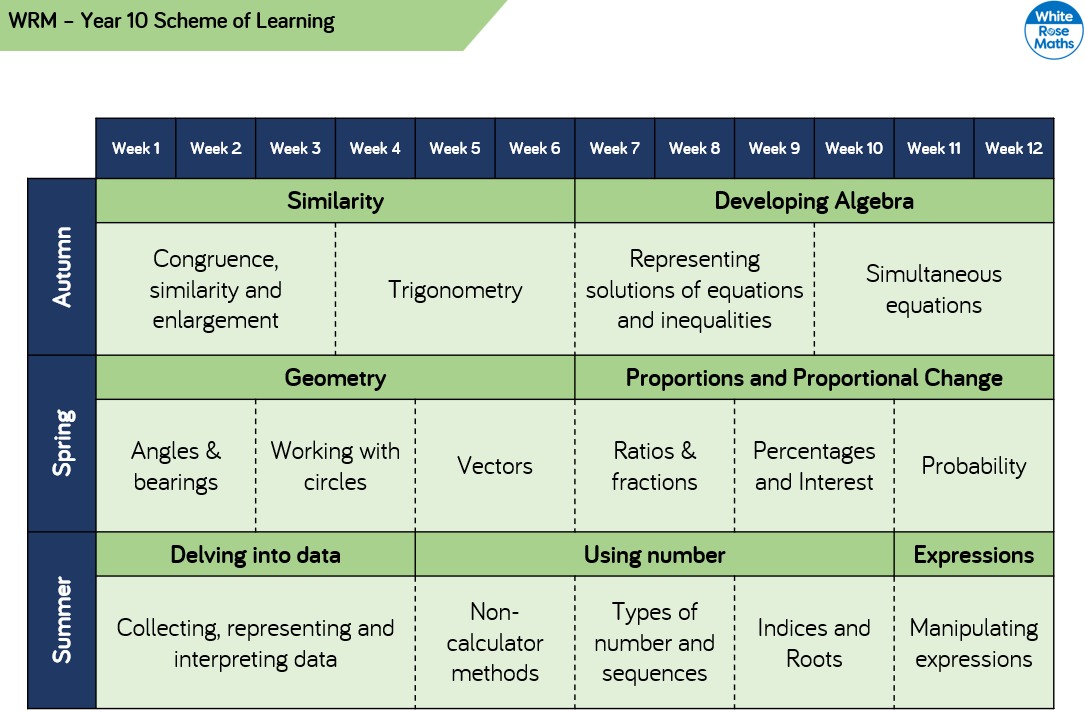 WRM – Year 10 Scheme of Learning
White
Rose
Maths
Week 1 Week 2 Week 3 Week 4 Week 5 Week 6 Week 7 Week 8 Week 9 Week 10 Week 11 Week 12
Autumn
Similarity
Developing Algebra
Congruence,
similarity and
enlargement
Trigonometry
Representing
solutions of equations
and inequalities
Simultaneous
equations
Spring
Geometry
Proportions and Proportional Change
Angles &
bearings
Working with
circles
Vectors
Ratios &
fractions
Percentages
and Interest
Probability
Summer
Delving into data
Using number
Expressions
Collecting, representing and
interpreting data
Non-
calculator
methods
Types of
number and
sequences
Indices and
Roots
Manipulating
expressions